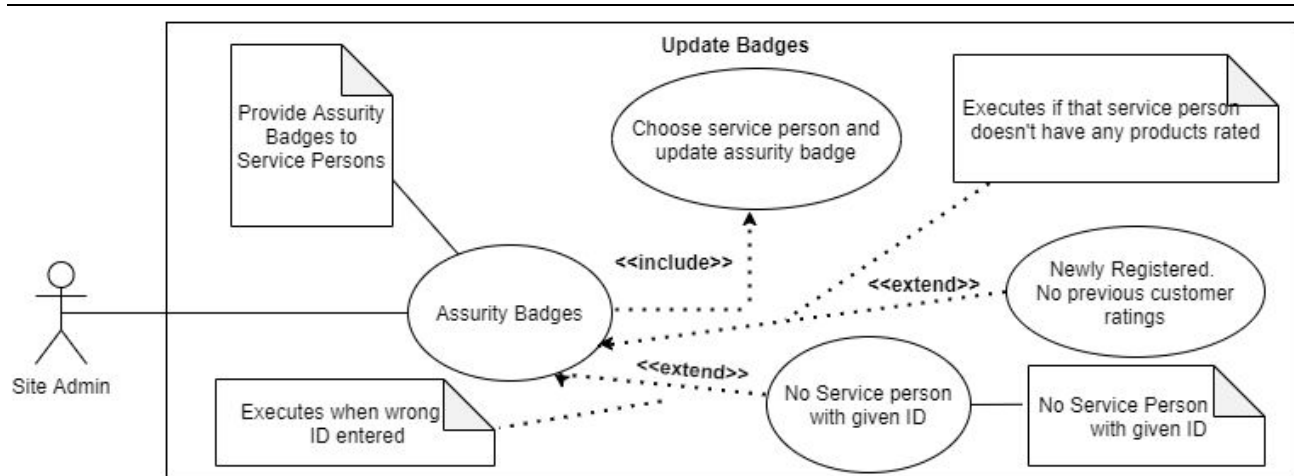 Update Badges
Provide Assurity
Badges to
Service Persons
Choose service person and
update assurity badge
Executes if that service person
doesn't have any products rated
<<include>>
<<extend>>
Newly Registered.
No previous customer
ratings
Assurity Badges
Site Admin
<<extend>>
Executes when wrong
ID entered
No Service person
with given ID
No Service Person
with given ID